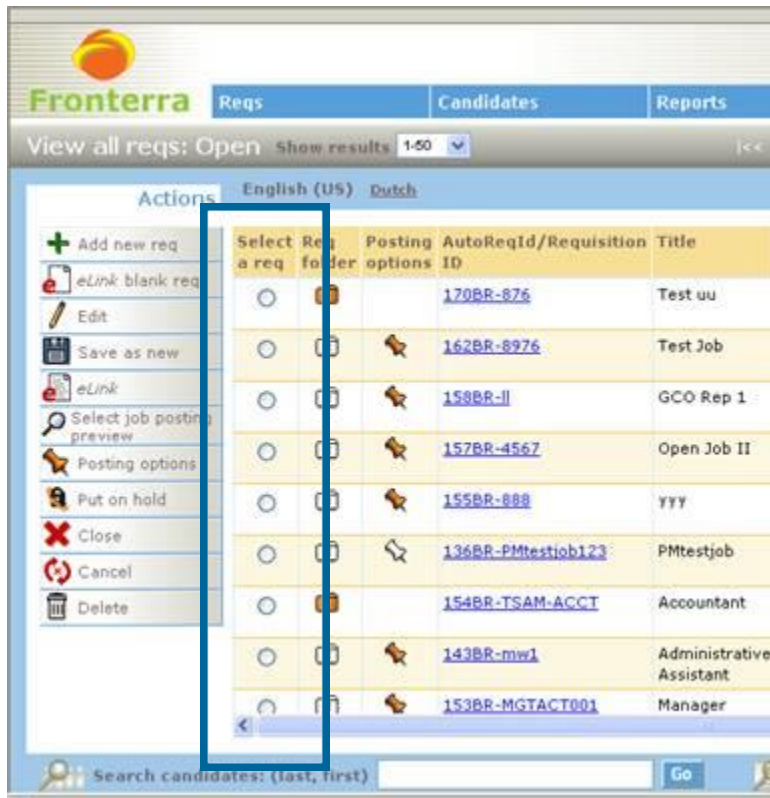 Fronterra
Reqs Candidates Reports
View all reqs: Open Show results 1-50 |<<
Actions English (US) Dutch
Add new req
eLink blank req
Edit
Save as new
eLink
Select job posting
preview
Posting options
Put on hold
Close
Cancel
Delete
Select Req Posting AutoReqId/Requisition Title
a req folder options ID
170BR-876 Test uu
162BR-8976 Test Job
158BR-ll GCO Rep 1
157BR-4567 Open Job II
155BR-888 yyy
136BR-PMtestjob123 PMtestjob
154BR-TSAM-ACCT Accountant
143BR-mw1 Administrative
Assistant
153BR-MGTACT001 Manager
Search candidates: (last, first) Go